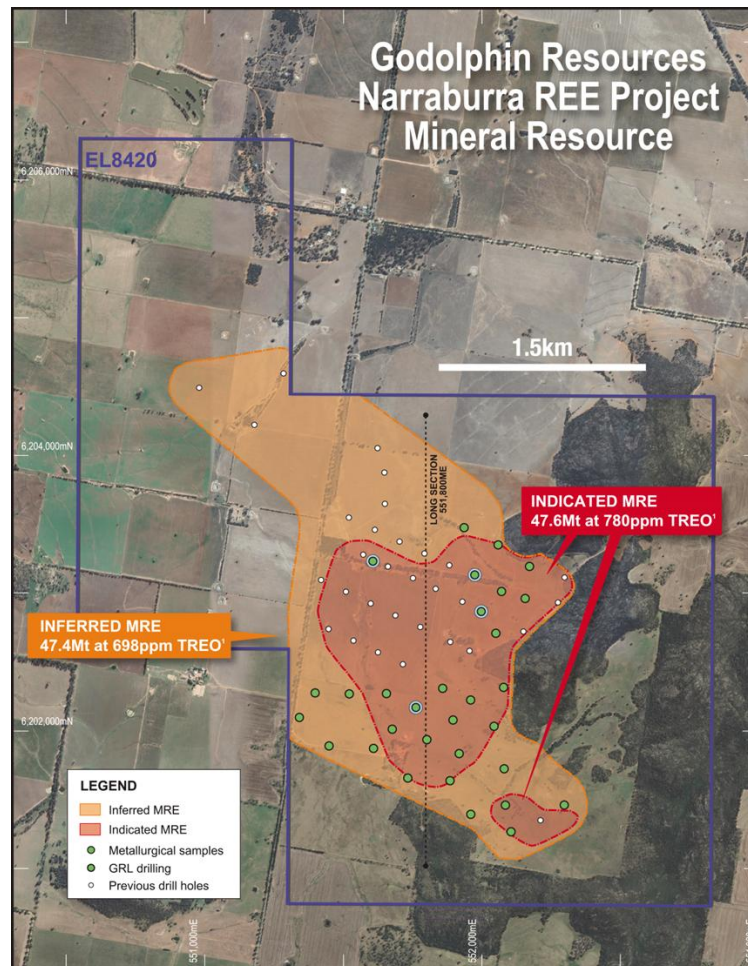 Godolphin Resources
Narraburra REE Project
Mineral Resource
EL8420
6,206,000mN
1.5km
6,204,000mN
LONG SECTION
551,800ME
INDICATED MRE
47.6Mt at 780ppm TREO¹
INFERRED MRE
47.4Mt at 698ppm TREO¹
6,202,000mN
LEGEND
Inferred MRE
Indicated MRE
Metallurgical samples
GRL drilling
Previous drill holes
551,000mE
552,000mE